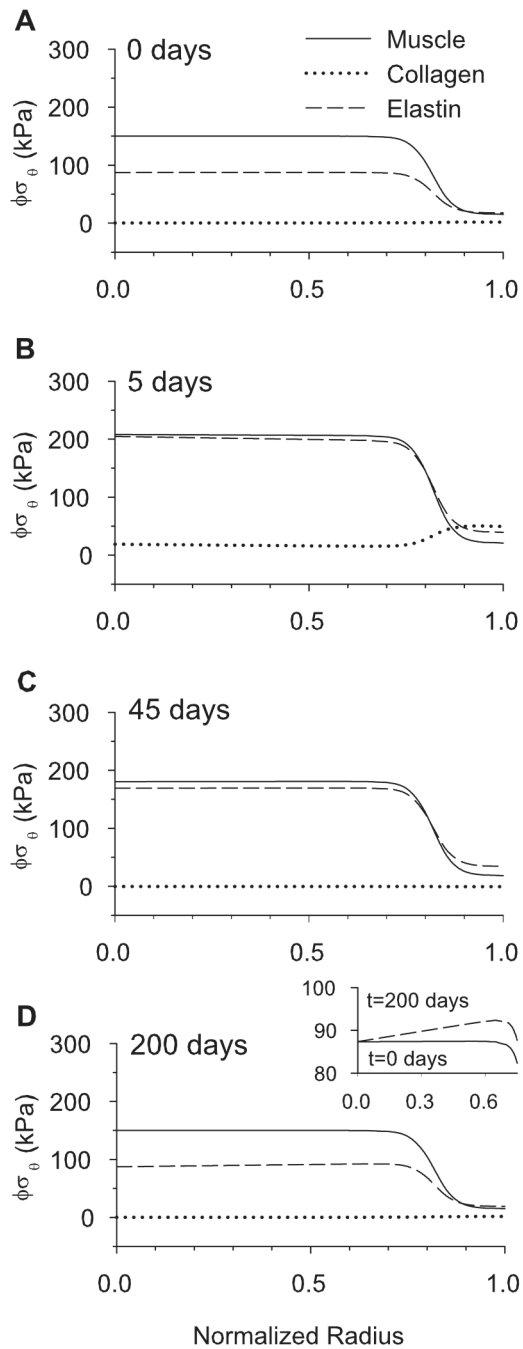 A
0 days
Muscle
Collagen
Elastin
300
200
100
0
ϕσθ (kPa)
0.0 0.5 1.0
B
5 days
300
200
100
0
ϕσθ (kPa)
0.0 0.5 1.0
C
45 days
300
200
100
0
ϕσθ (kPa)
0.0 0.5 1.0
D
200 days
300
200
100
0
ϕσθ (kPa)
100
90
80
t=200 days
t=0 days
0.0 0.3 0.6
0.0 0.5 1.0
Normalized Radius